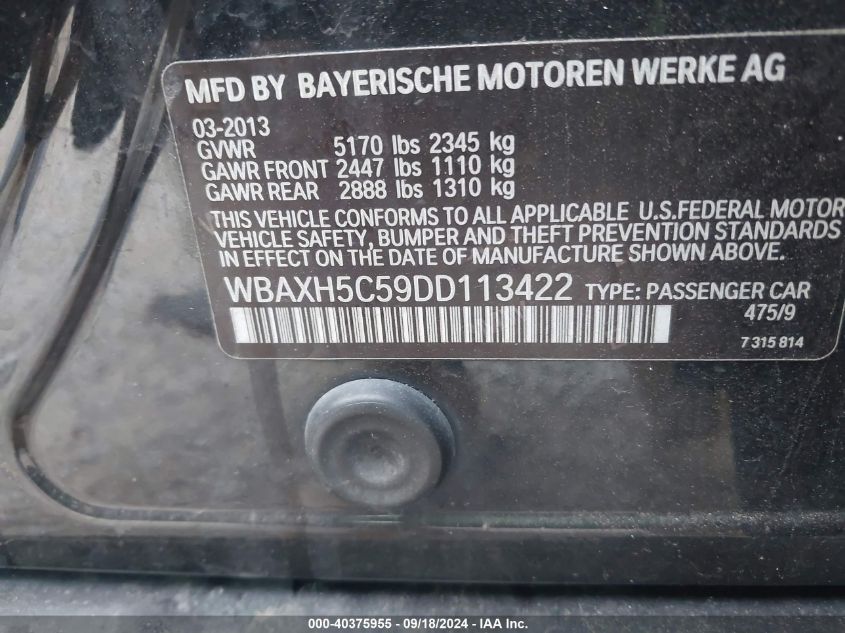 MFD BY BAYERISCHE MOTOREN WERKE AG
03-2013
GVWR 5170 lbs 2345 kg
GAWR FRONT 2447 lbs 1110 kg
GAWR REAR 2888 lbs 1310 kg
THIS VEHICLE CONFORMS TO ALL APPLICABLE U.S.FEDERAL MOTOR
VEHICLE SAFETY, BUMPER AND THEFT PREVENTION STANDARDS
IN EFFECT ON THE DATE OF MANUFACTURE SHOWN ABOVE.
WBAXH5C59DD113422 TYPE: PASSENGER CAR
475/9
7 315 814
000-40375955 - 09/18/2024 - IAAI.com